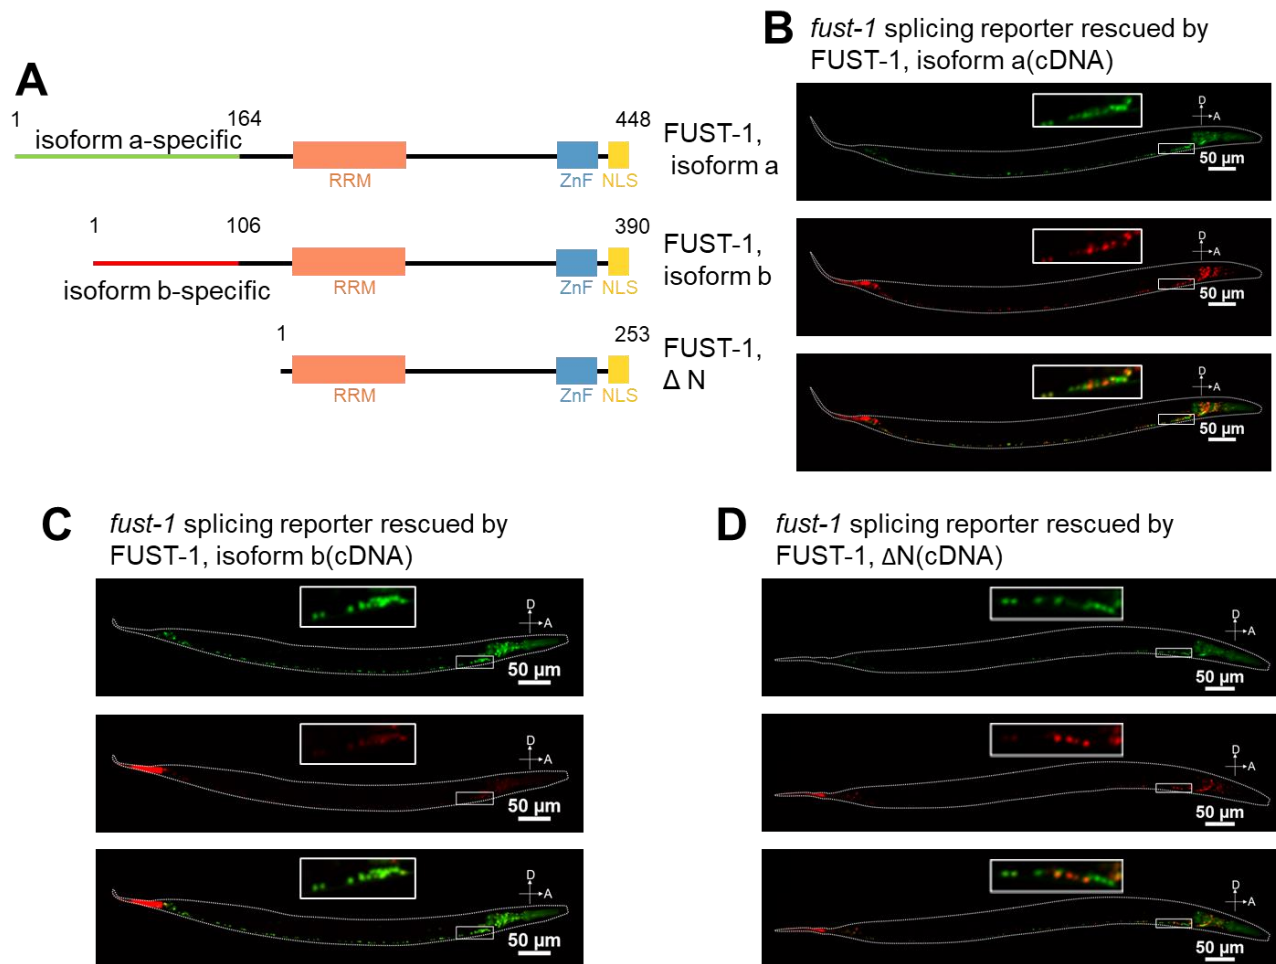 A
1
164
448
isoform a-specific
FUST-1,
isoform a
RRM
ZnF
NLS
1
106
390
FUST-1,
isoform b
isoform b-specific
RRM
ZnF
NLS
1
253
FUST-1,
Δ N
RRM
ZnF
NLS
B
fust-1 splicing reporter rescued by
FUST-1, isoform a(cDNA)
D
A
50 µm
D
A
50 µm
D
A
50 µm
C
fust-1 splicing reporter rescued by
FUST-1, isoform b(cDNA)
D
A
50 µm
D
A
50 µm
D
A
50 µm
D
fust-1 splicing reporter rescued by
FUST-1, ΔN(cDNA)
D
A
50 µm
D
A
50 µm
D
A
50 µm